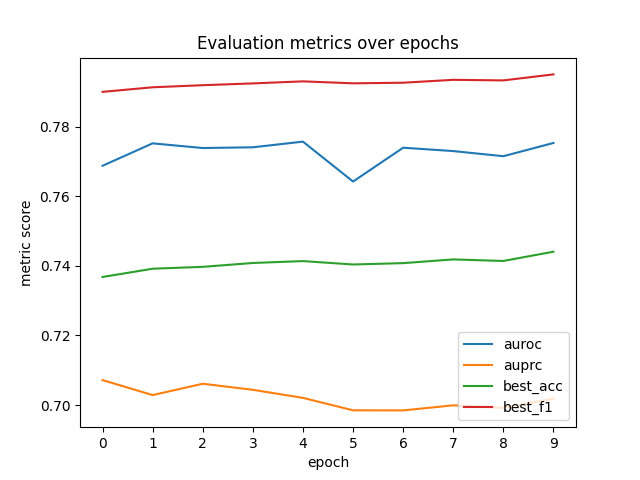 Evaluation metrics over epochs
metric score
0.78
0.76
0.74
0.72
0.70
0 1 2 3 4 5 6 7 8 9
epoch
auroc
auprc
best_acc
best_f1